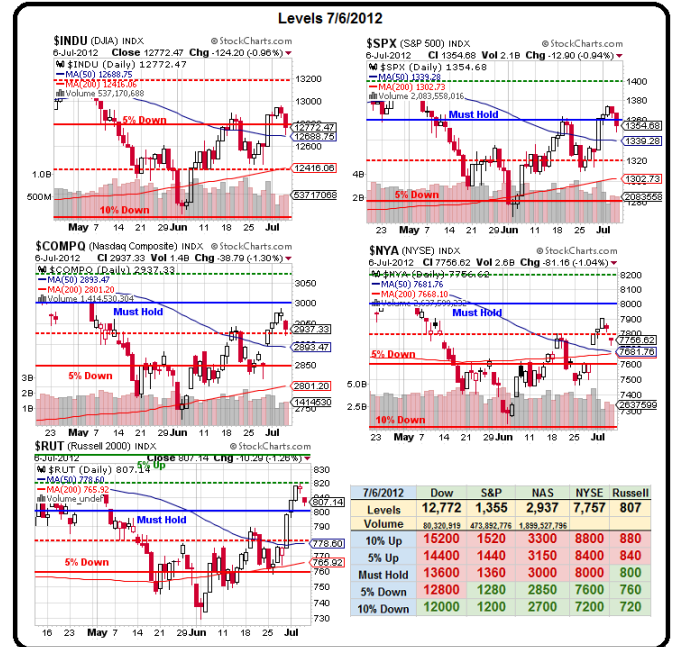 Levels 7/6/2012
$INDU (DJIA) INDX @StockCharts.com
6-Jul-2012 Close 12772.47 Chg -124.20 (-0.96%)
$INDU (Daily) 12772.47
MA(50) 12688.75
MA(200) 12416.06
Volume 537,170,688
13200
13000
5% Down
12772.47
12688.75
12600
12416.06
1.0B
500M
53717068
10% Down
May 7 14 21 29 Jun 11 18 25 Jul
$SPX (S&P 500) INDX @StockCharts.com
6-Jul-2012 Cl 1354.68 Vol 2.1B Chg -12.90 (-0.94%)
$SPX (Daily) 1354.68
MA(50) 1339.28
MA(200) 1302.73
Volume 2,083,558,016
1400
1380
Must Hold
1360
1354.68
1339.28
1320
1302.73
4B
2B
5% Down
2083558
1280
23 May 7 14 21 29 Jun 11 18 25 Jul
$COMPQ (Nasdaq Composite) INDX @StockCharts.com
6-Jul-2012 Cl 2937.33 Vol 1.4B Chg -38.79 (-1.30%)
$COMPQ (Daily) 2937.33
MA(50) 2893.47
MA(200) 2801.20
Volume 1,414,530,304
3050
3000
Must Hold
2937.33
2893.47
2850
5% Down
2801.20
3B
2B
1B
1414530
2750
23 May 7 14 21 29 Jun 11 18 25 Jul
$NYA (NYSE) INDX @StockCharts.com
6-Jul-2012 Cl 7756.62 Vol 2.6B Chg -81.16 (-1.04%)
$NYA (Daily) 7756.62
MA(50) 7681.76
MA(200) 7668.10
Volume 2,637,599,232
8200
8100
8000
Must Hold
7900
7800
7756.62
7681.76
5% Down
7600
7500
5.0B
2.5B
7400
2637599
7300
10% Down
23 May 7 14 21 29 Jun 11 18 25 Jul
$RUT (Russell 2000) INDX @StockCharts.com
6-Jul-2012 Close 807.14 Chg -10.29 (-1.26%)
5% Up
$RUT (Daily) 807.14
MA(50) 778.60
MA(200) 765.92
Volume undef
830
820
807.14
800
Must Hold
790
778.60
5% Down
765.92
760
750
740
730
16 23 May 7 14 21 29 Jun 11 18 25 Jul
7/6/2012 Dow S&P NAS NYSE Russell
Levels 12,772 1,355 2,937 7,757 807
Volume 80,320,919 473,892,776 1,899,527,796
10% Up 15200 1520 3300 8800 880
5% Up 14400 1440 3150 8400 840
Must Hold 13600 1360 3000 8000 800
5% Down 12800 1280 2850 7600 760
10% Down 12000 1200 2700 7200 720